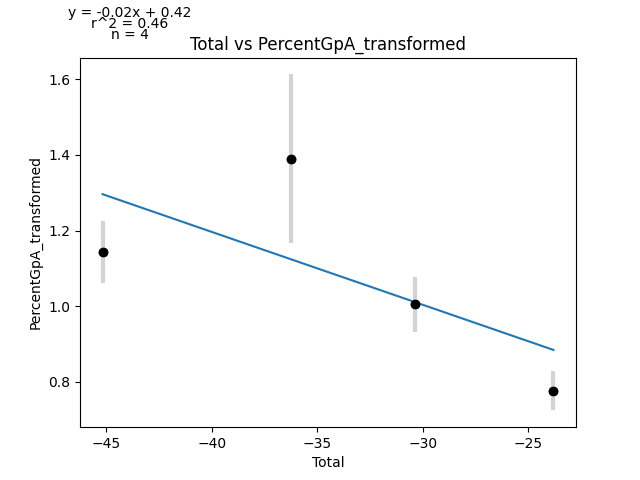 y = -0.02x + 0.42
r^2 = 0.46
n = 4
Total vs PercentGpA_transformed
PercentGpA_transformed
1.6
1.4
1.2
1.0
0.8
−45
−40
−35
−30
−25
Total